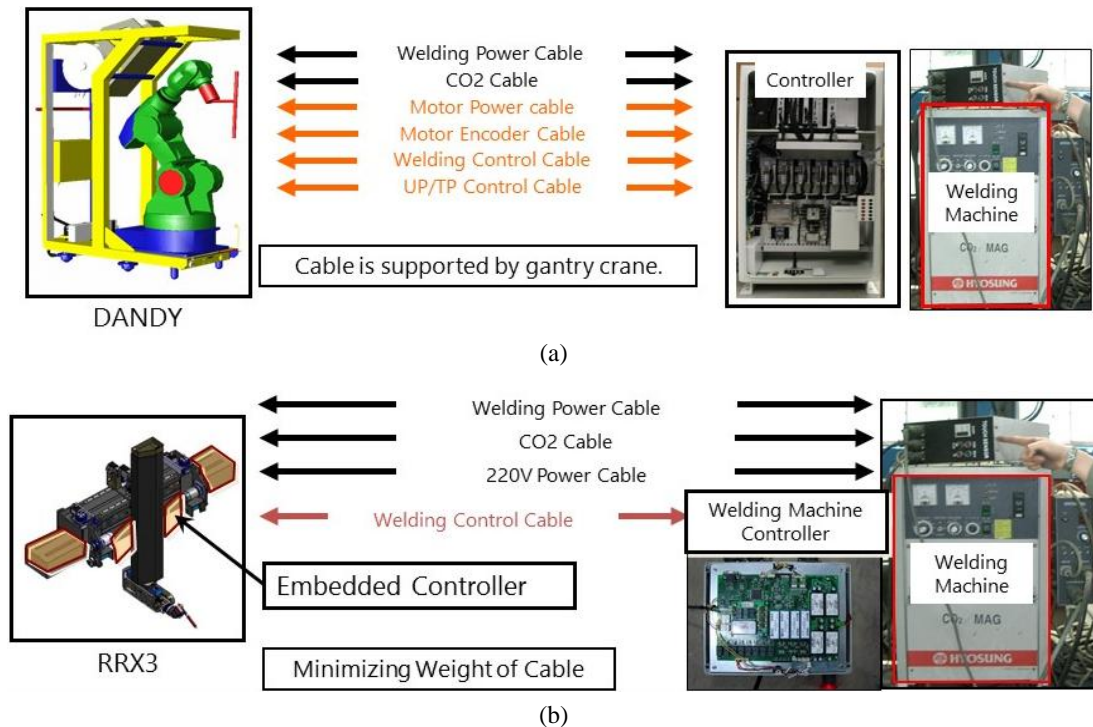 Welding Power Cable
CO2 Cable
Motor Power cable
Motor Encoder Cable
Welding Control Cable
UP/TP Control Cable
Cable is supported by gantry crane.
DANDY
Controller
Welding
Machine
CO₂ MAG
HYOSUNG
(a)
Welding Power Cable
CO2 Cable
220V Power Cable
Welding Control Cable
Embedded Controller
Minimizing Weight of Cable
RRX3
Welding Machine
Controller
TOUCH SENSOR
Welding
Machine
CO₂ MAG
HYOSUNG
(b)